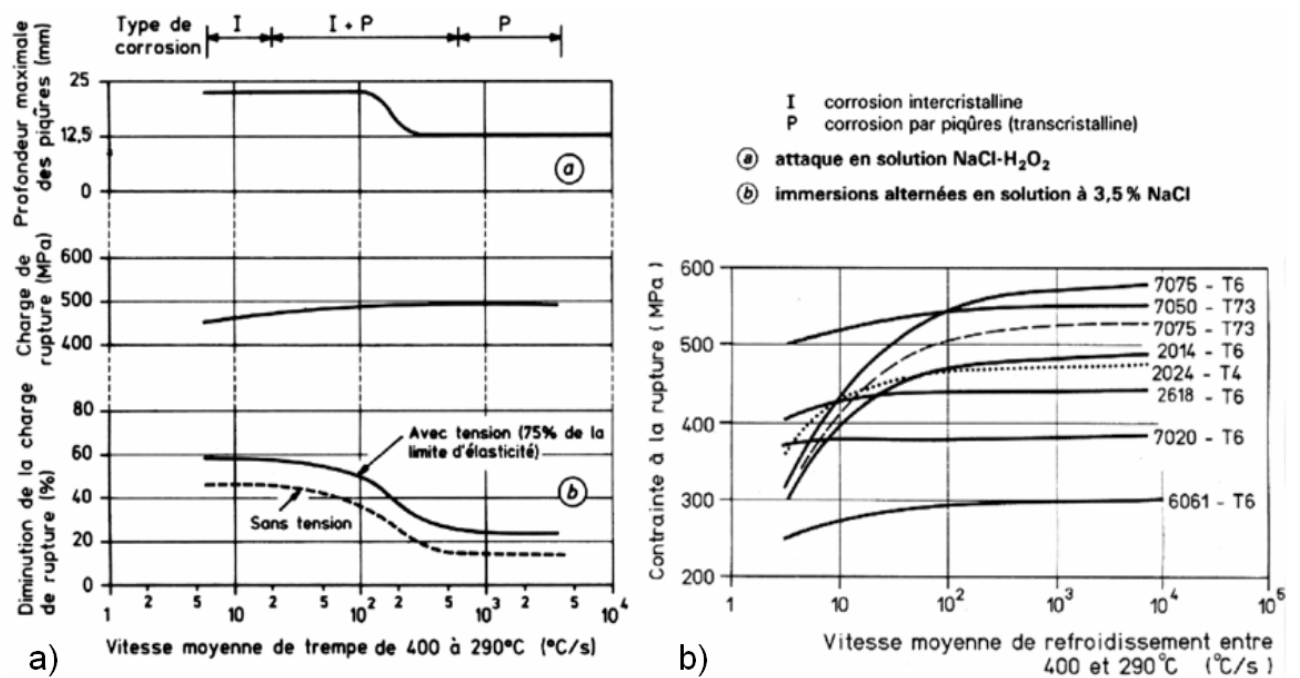 Type de corrosion
I
I + P
P
Profondeur maximale
des piqûres (mm)
25
12,5
0
a
Charge de
rupture (MPa)
600
500
400
Diminution de la charge
de rupture (%)
80
60
40
20
0
Avec tension (75% de la
limite d'élasticité)
b
Sans tension
1 2 5 10 2 5 10² 2 5 10³ 2 5 10⁴
Vitesse moyenne de trempe de 400 à 290°C (°C/s)
a)
I corrosion intercristalline
P corrosion par piqûres (transcristalline)
a attaque en solution NaCl-H₂O₂
b immersions alternées en solution à 3,5 % NaCl
Contrainte à la rupture (MPa)
600
500
400
300
200
7075 - T6
7050 - T73
7075 - T73
2014 - T6
2024 - T4
2618 - T6
7020 - T6
6061 - T6
1 10 10² 10³ 10⁴ 10⁵
Vitesse moyenne de refroidissement entre
400 et 290°C (°C/s)
b)